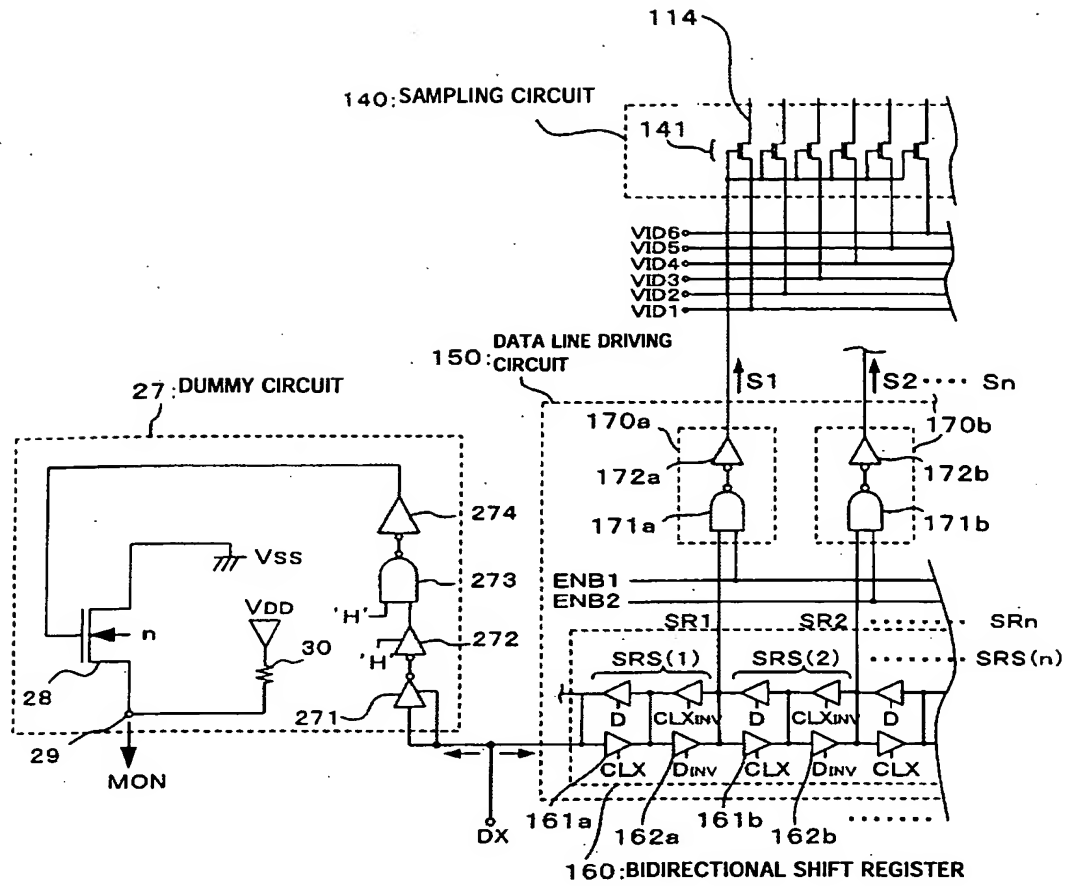 114
140:SAMPLING CIRCUIT
141
VID6
VID5
VID4
VID3
VID2
VID1
150:DATA LINE DRIVING
CIRCUIT
S1
S2 ····· Sn
27:DUMMY CIRCUIT
170a
170b
172a
172b
171a
171b
274
VSS
273
'H'
ENB1
ENB2
VDD
n
30
272
'H'
SR1
SR2 ····· SRn
28
SRS(1)
SRS(2)
····· SRS(n)
271
D
CLXINV
D
CLXINV
D
29
MON
CLX
DINV
CLX
DINV
CLX
161a
162a
161b
162b
DX
160:BIDIRECTIONAL SHIFT REGISTER